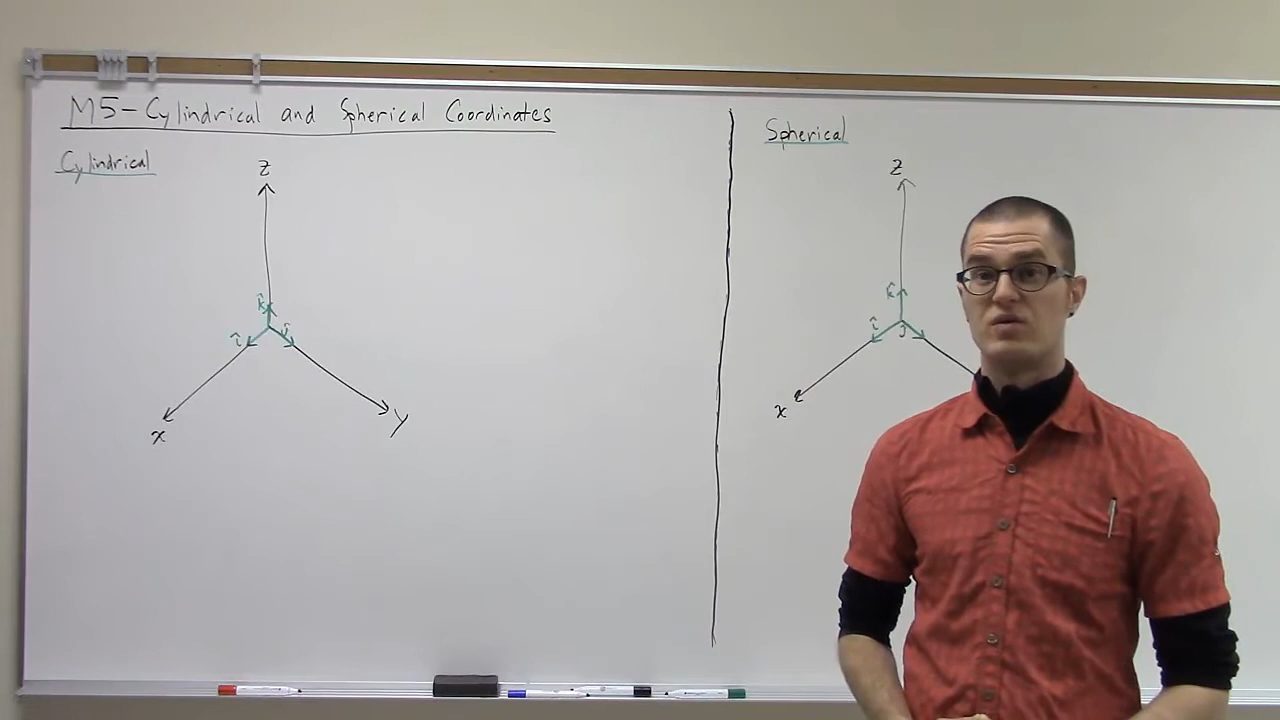 M5-Cylindrical and Spherical Coordinates
Cylindrical
z
k̂
î ĵ
x
y
Spherical
z
k̂
î ĵ
x